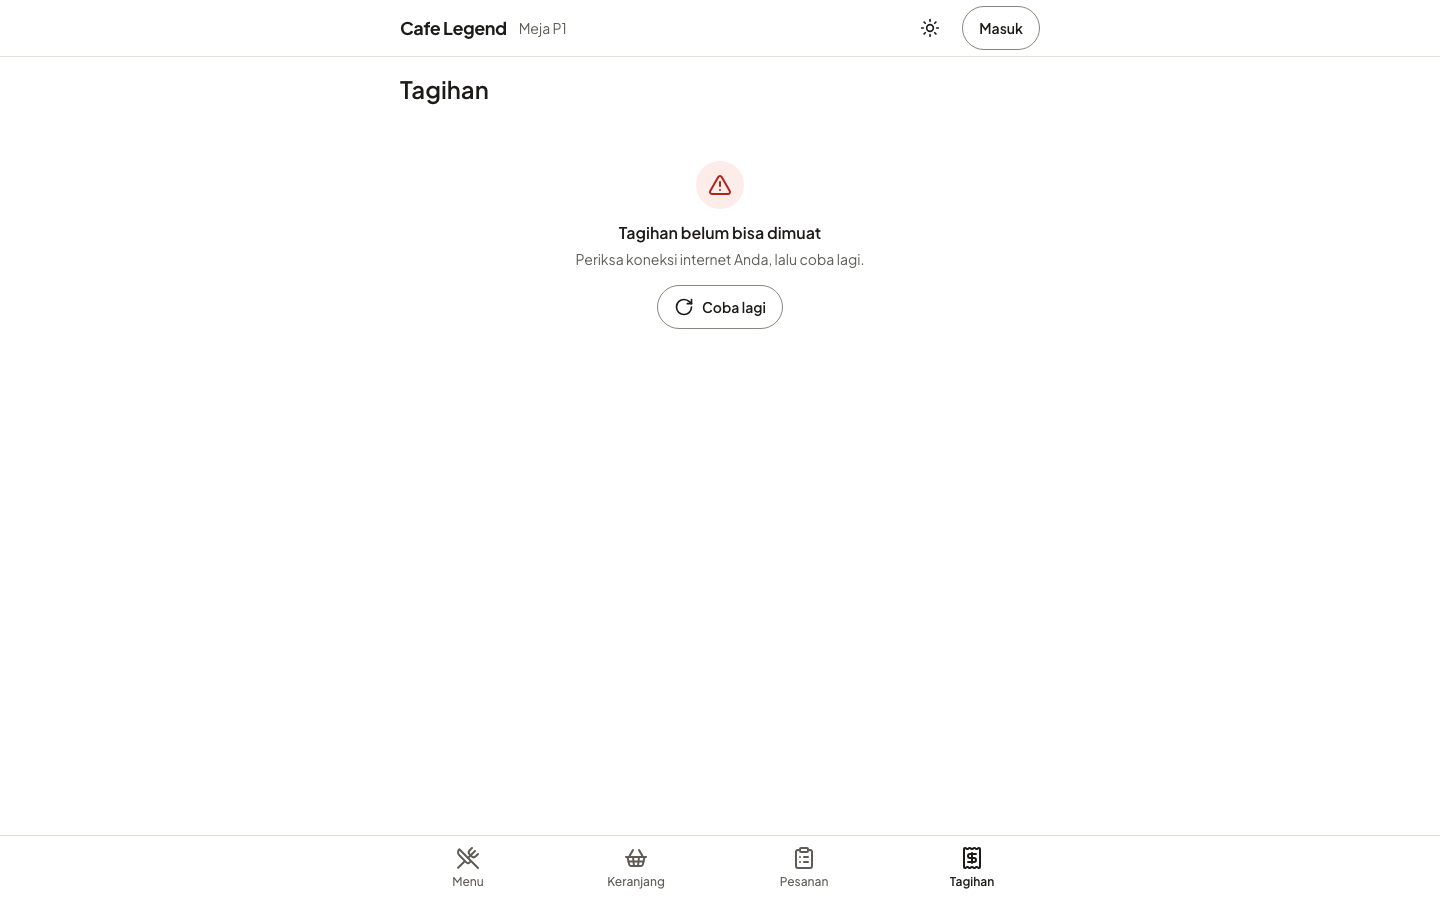 Cafe Legend Meja P1 Masuk
Tagihan
Tagihan belum bisa dimuat
Periksa koneksi internet Anda, lalu coba lagi.
Coba lagi
Menu Keranjang Pesanan Tagihan